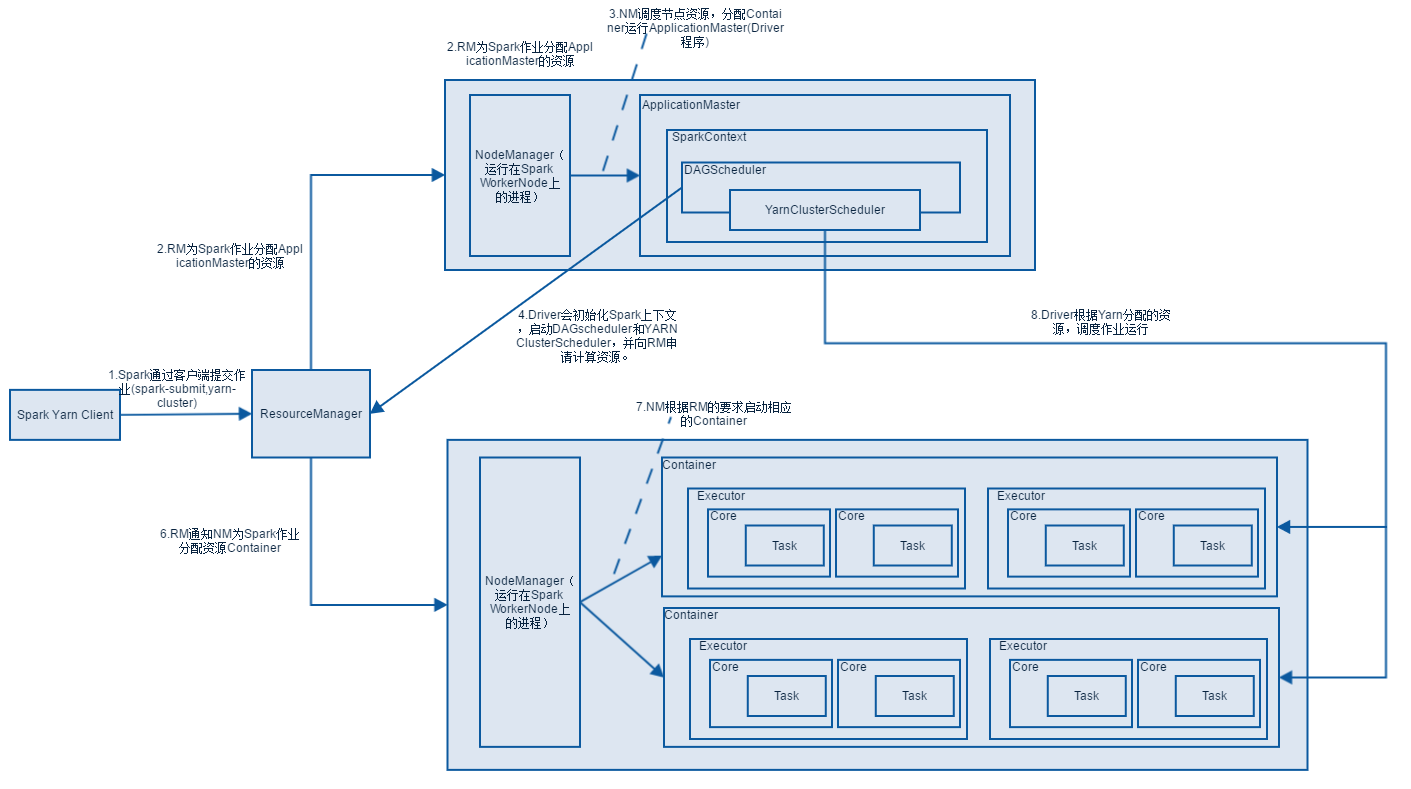 3.NM调度节点资源，分配Contai
ner运行ApplicationMaster(Driver
程序)
2.RM为Spark作业分配Appl
icationMaster的资源
ApplicationMaster
SparkContext
NodeManager（
运行在Spark
WorkerNode上
的进程）
DAGScheduler
YarnClusterScheduler
2.RM为Spark作业分配Appl
icationMaster的资源
4.Driver会初始化Spark上下文
，启动DAGscheduler和YARN
ClusterScheduler，并向RM申
请计算资源。
8.Driver根据Yarn分配的资
源，调度作业运行
1.Spark通过客户端提交作
业(spark-submit,yarn-
cluster)
Spark Yarn Client
ResourceManager
7.NM根据RM的要求启动相应
的Container
6.RM通知NM为Spark作业
分配资源Container
NodeManager（
运行在Spark
WorkerNode上
的进程）
Container
Executor
Core
Task
Core
Task
Executor
Core
Task
Core
Task
Container
Executor
Core
Task
Core
Task
Executor
Core
Task
Core
Task